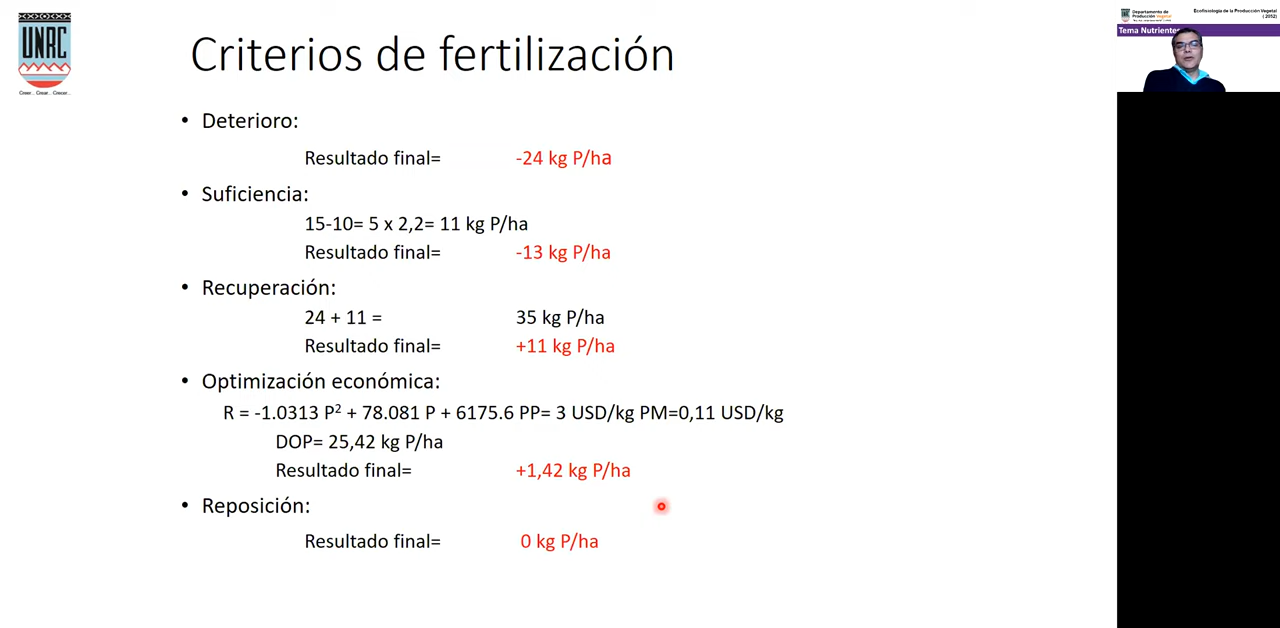 UNRC
Crear... Crear... Crecer...
Criterios de fertilización
• Deterioro:
Resultado final= -24 kg P/ha
• Suficiencia:
15-10= 5 x 2,2= 11 kg P/ha
Resultado final= -13 kg P/ha
• Recuperación:
24 + 11 = 35 kg P/ha
Resultado final= +11 kg P/ha
• Optimización económica:
R = -1.0313 P² + 78.081 P + 6175.6 PP= 3 USD/kg PM=0,11 USD/kg
DOP= 25,42 kg P/ha
Resultado final= +1,42 kg P/ha
• Reposición:
Resultado final= 0 kg P/ha
Departamento de
Producción Vegetal
Ecofisiología de la Producción Vegetal
( 2052)
Tema Nutrientes